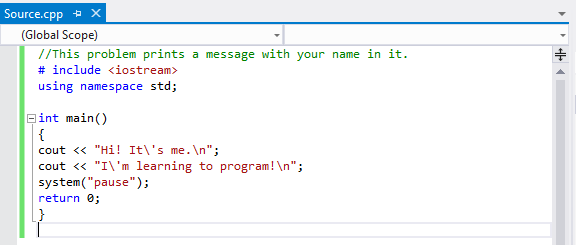 Source.cpp
(Global Scope)
//This problem prints a message with your name in it.
# include <iostream>
using namespace std;
int main()
{
cout << "Hi! It\'s me.\n";
cout << "I\'m learning to program!\n";
system("pause");
return 0;
}